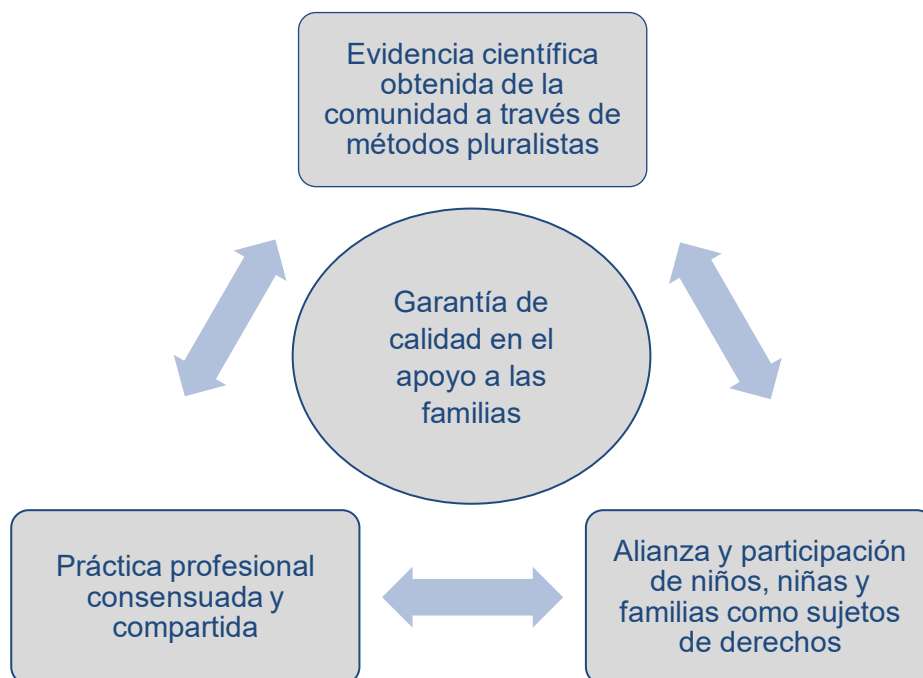 Evidencia científica
obtenida de la
comunidad a través de
métodos pluralistas
Garantía de
calidad en el
apoyo a las
familias
Práctica profesional
consensuada y
compartida
Alianza y participación
de niños, niñas y
familias como sujetos
de derechos